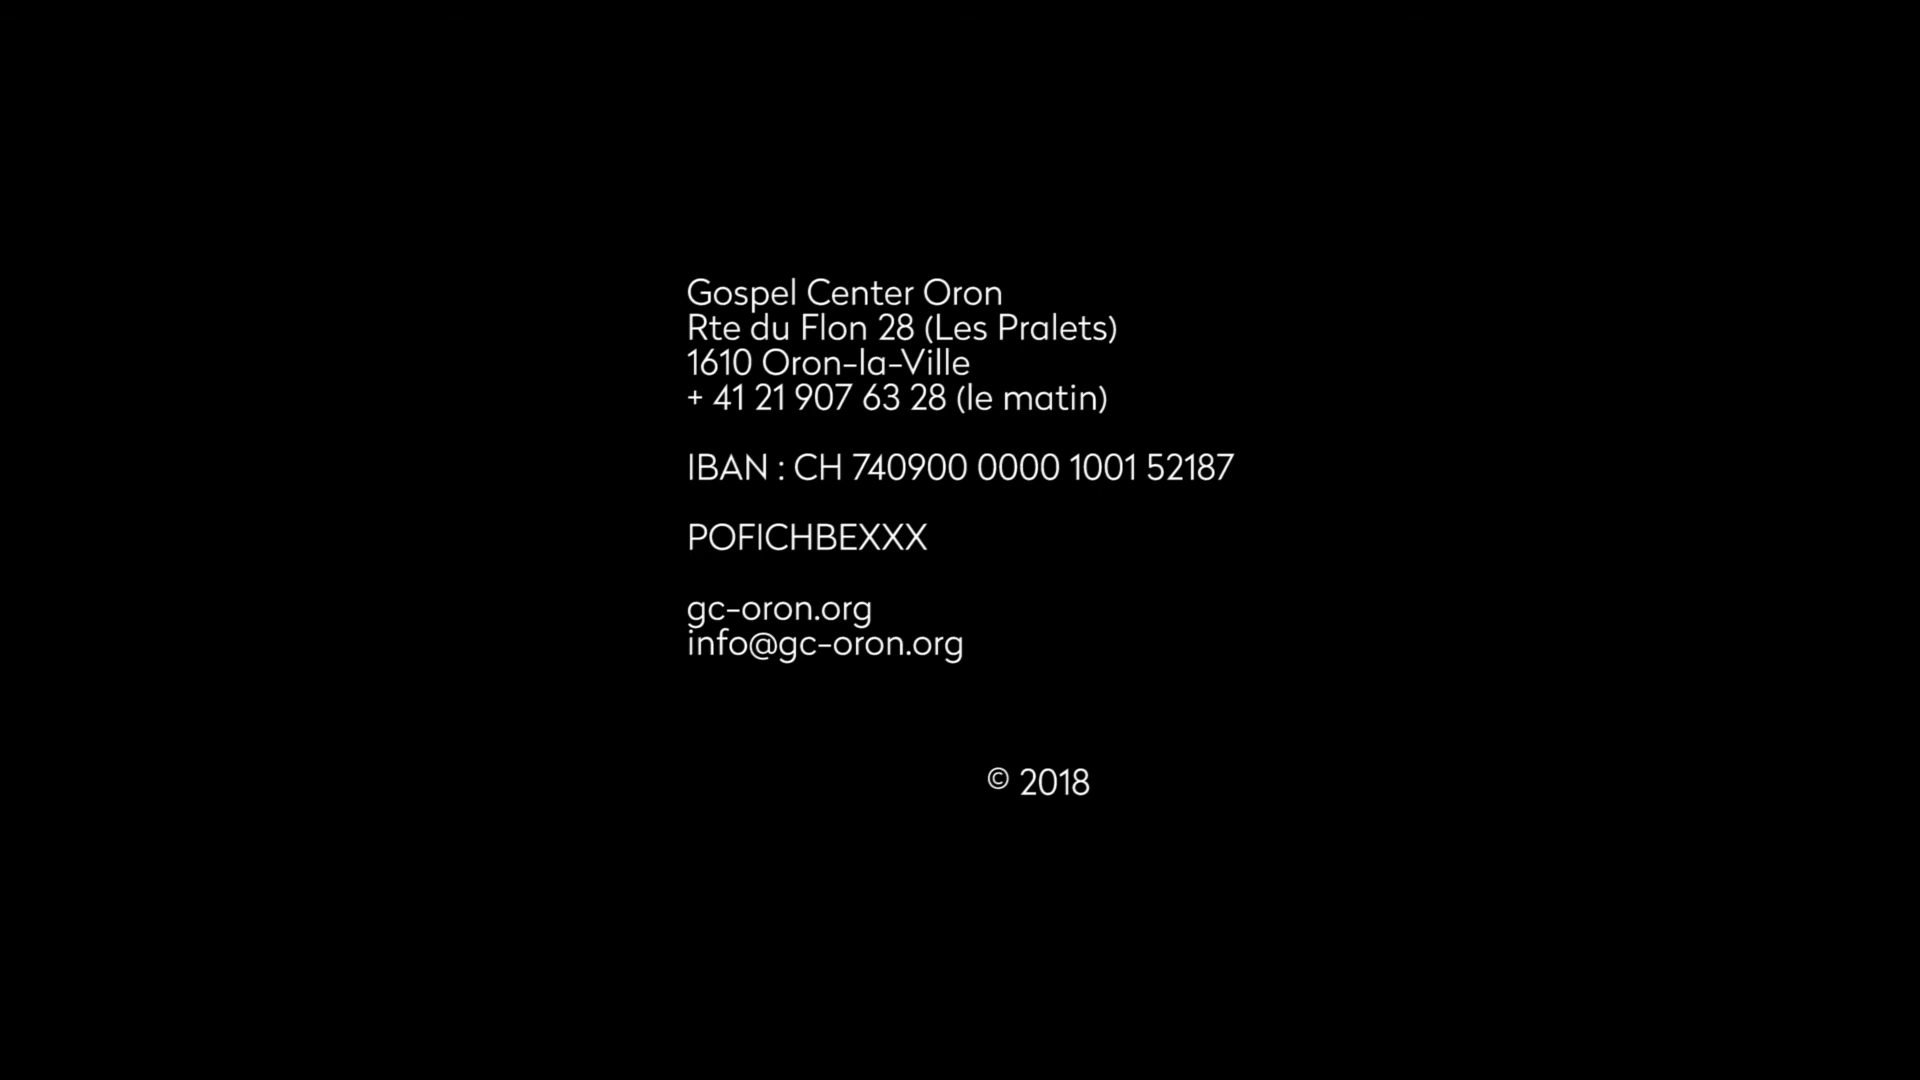 Gospel Center Oron
Rte du Flon 28 (Les Pralets)
1610 Oron-la-Ville
+ 41 21 907 63 28 (le matin)
IBAN : CH 740900 0000 1001 52187
POFICHBEXXX
gc-oron.org
info@gc-oron.org
© 2018